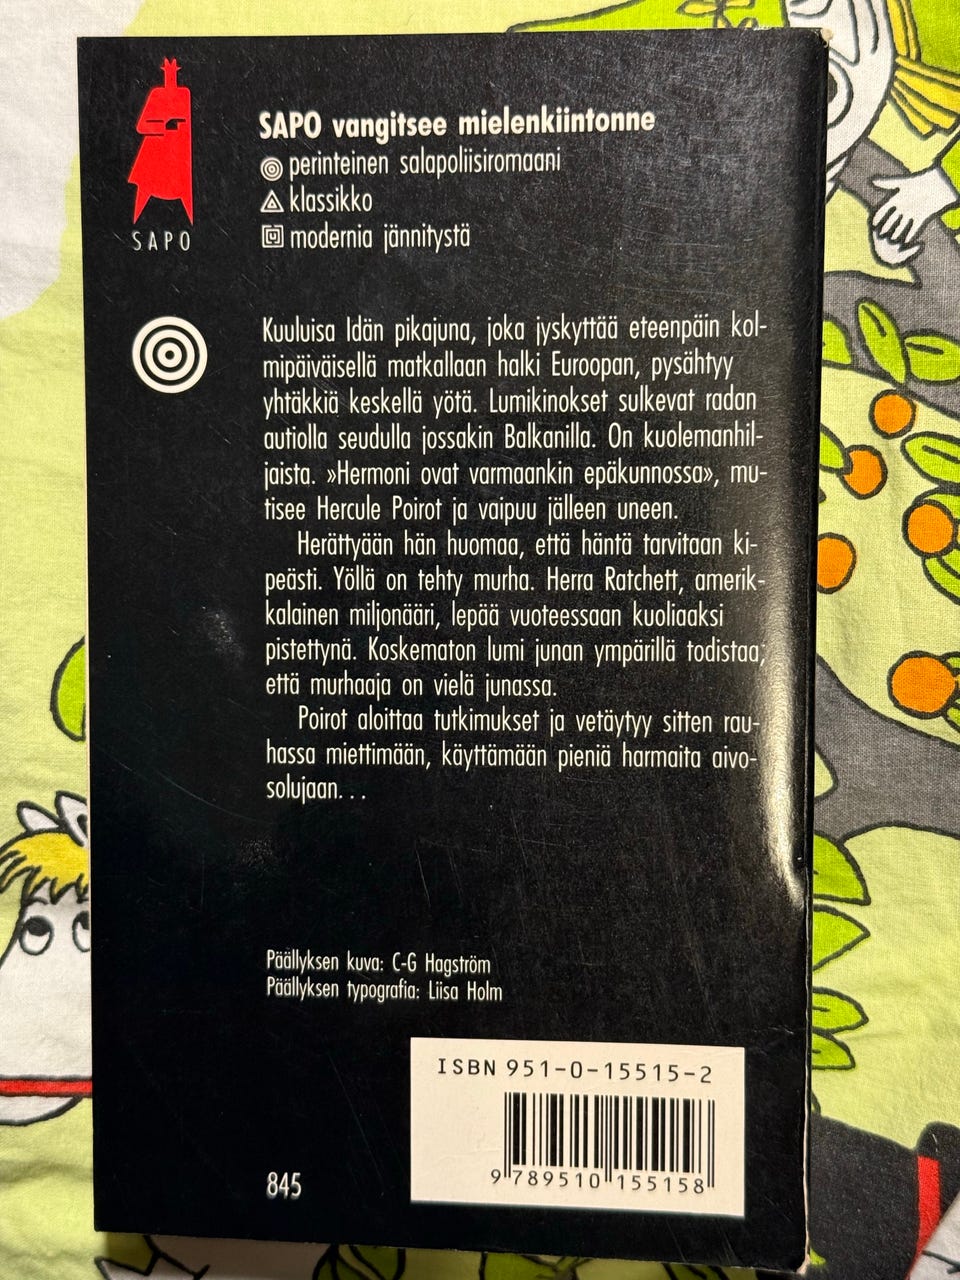 SAPO vangitsee mielenkiintonne
perinteinen salapoliisiromaani
klassikko
modernia jännitystä
SAPO
Kuuluisa Idän pikajuna, joka jyskyttää eteenpäin kol-
mipäiväisellä matkallaan halki Euroopan, pysähtyy
yhtäkkiä keskellä yötä. Lumikinokset sulkevat radan
autiolla seudulla jossakin Balkanilla. On kuolemanhil-
jaista. »Hermoni ovat varmaankin epäkunnossa», mu-
tisee Hercule Poirot ja vaipuu jälleen uneen.
Herättyään hän huomaa, että häntä tarvitaan ki-
peästi. Yöllä on tehty murha. Herra Ratchett, amerik-
kalainen miljonääri, lepää vuoteessaan kuoliaaksi
pistettynä. Koskematon lumi junan ympärillä todistaa,
että murhaaja on vielä junassa.
Poirot aloittaa tutkimukset ja vetäytyy sitten rau-
hassa miettimään, käyttämään pieniä harmaita aivo-
solujaan...
Päällyksen kuva: C-G Hagström
Päällyksen typografia: Liisa Holm
ISBN 951-0-15515-2
9 789510 155158
845